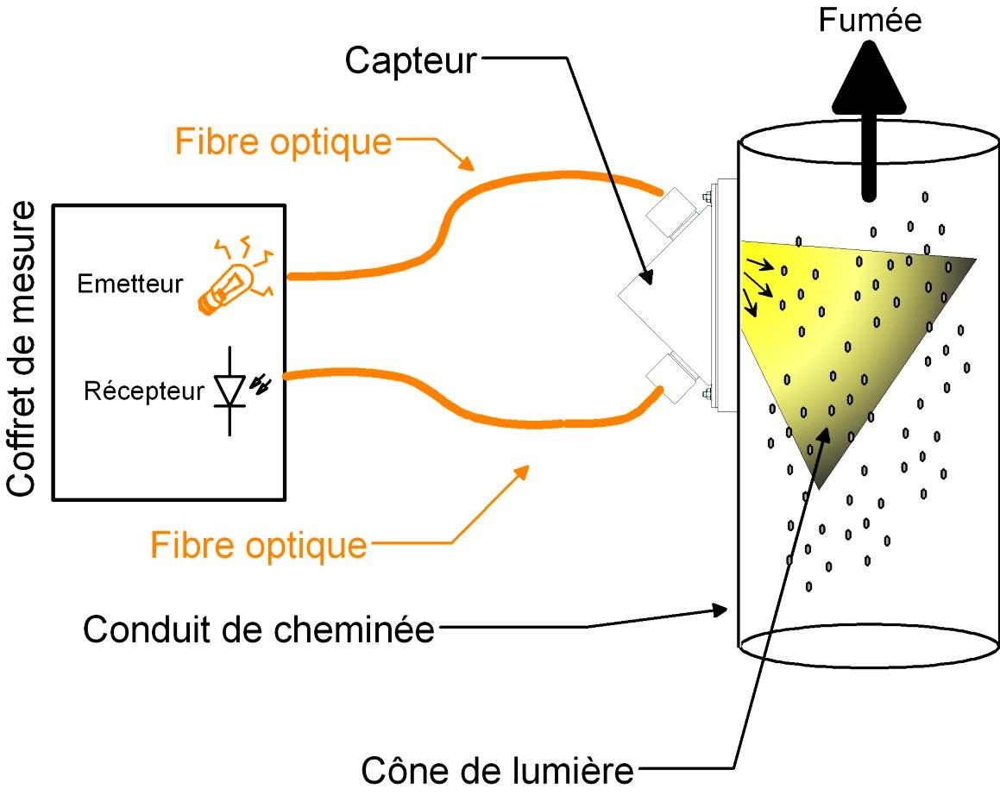 Fumée
Capteur
Fibre optique
Coffret de mesure
Emetteur
Récepteur
Fibre optique
Conduit de cheminée
Cône de lumière